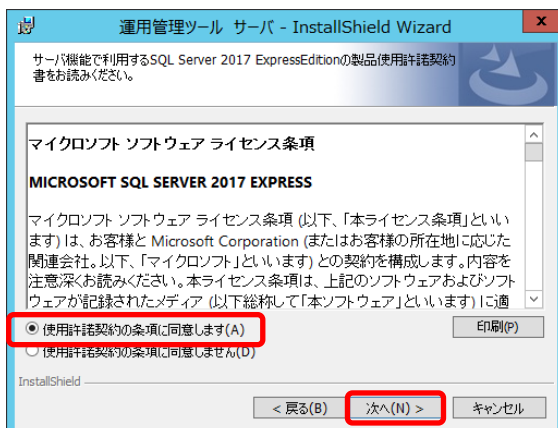 運用管理ツール サーバ - InstallShield Wizard
x
サーバ機能で利用するSQL Server 2017 ExpressEditionの製品使用許諾契約
書をお読みください。
マイクロソフト ソフトウェア ライセンス条項
MICROSOFT SQL SERVER 2017 EXPRESS
マイクロソフト ソフトウェア ライセンス条項 (以下、「本ライセンス条項」といい
ます) は、お客様と Microsoft Corporation (またはお客様の所在地に応じた
関連会社。以下、「マイクロソフト」といいます) との契約を構成します。内容を
注意深くお読みください。本ライセンス条項は、上記のソフトウェアおよびソフト
ウェアが記録されたメディア (以下総称して「本ソフトウェア」といいます) に適
使用許諾契約の条項に同意します(A)
印刷(P)
使用許諾契約の条項に同意しません(D)
InstallShield
< 戻る(B)
次へ(N) >
キャンセル